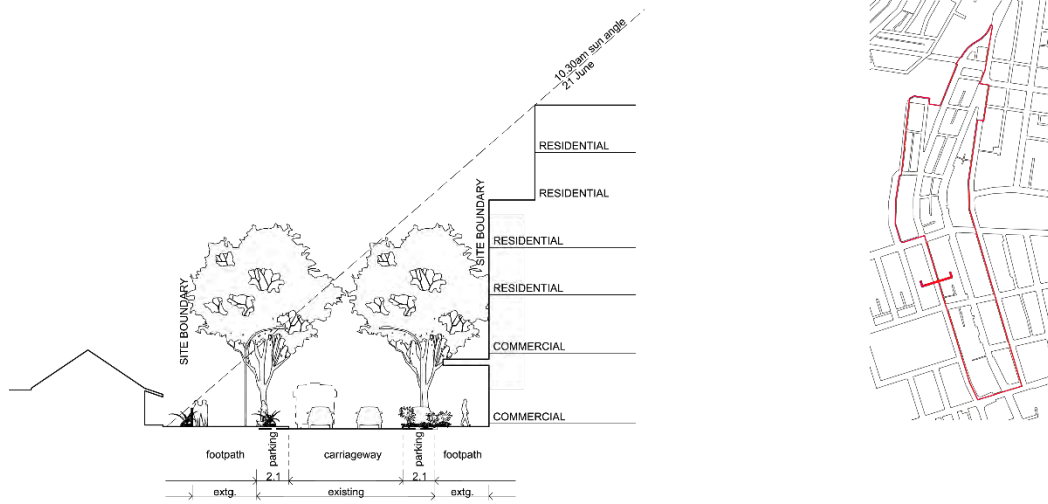 10.30am sun angle
21 June
RESIDENTIAL
SITE BOUNDARY
RESIDENTIAL
RESIDENTIAL
SITE BOUNDARY
RESIDENTIAL
COMMERCIAL
COMMERCIAL
footpath
parking
carriageway
parking
footpath
2.1
2.1
extg.
existing
extg.